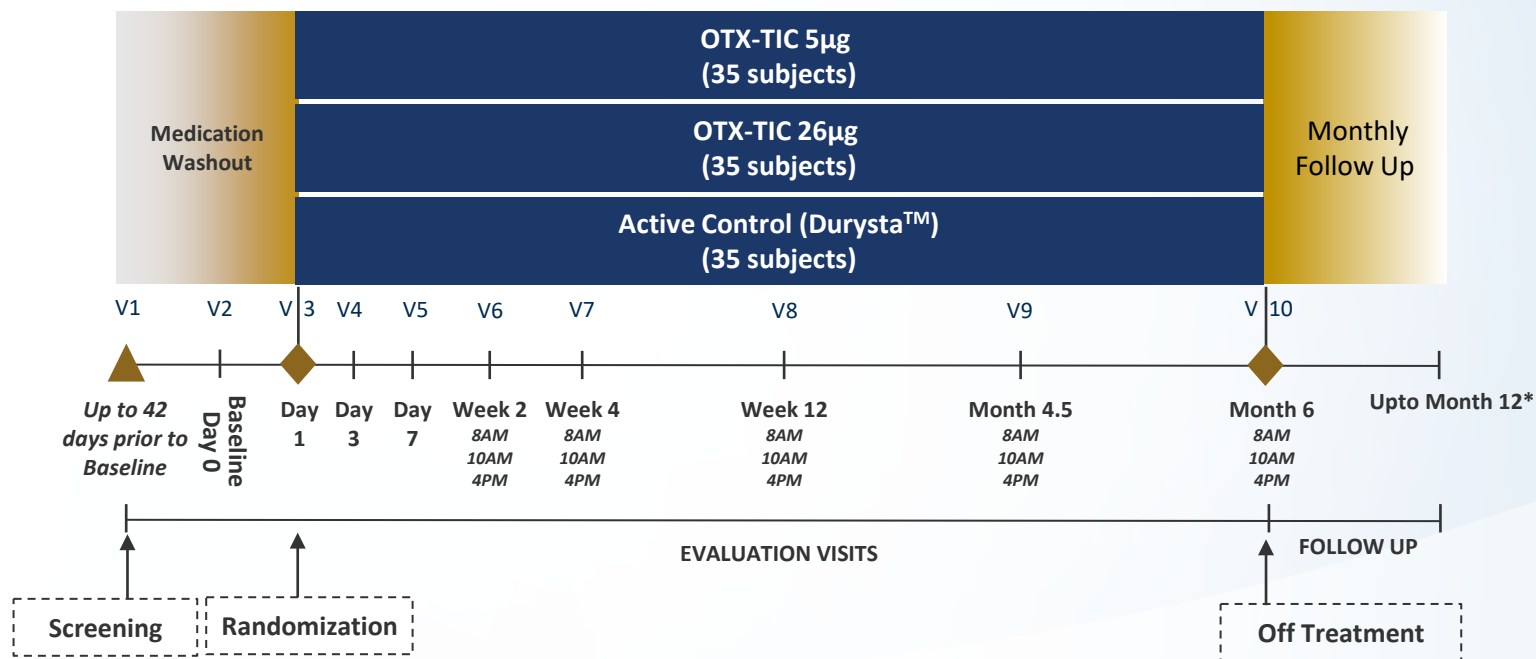 OTX-TIC 5µg
(35 subjects)
Medication
Washout
OTX-TIC 26µg
(35 subjects)
Monthly
Follow Up
Active Control (Durysta™)
(35 subjects)
V1
V2
V 3
V4
V5
V6
V7
V8
V9
V 10
Up to 42
days prior to
Baseline
Baseline
Day 0
Day
1
Day
3
Day
7
Week 2
8AM
10AM
4PM
Week 4
8AM
10AM
4PM
Week 12
8AM
10AM
4PM
Month 4.5
8AM
10AM
4PM
Month 6
8AM
10AM
4PM
Upto Month 12*
EVALUATION VISITS
FOLLOW UP
Screening
Randomization
Off Treatment